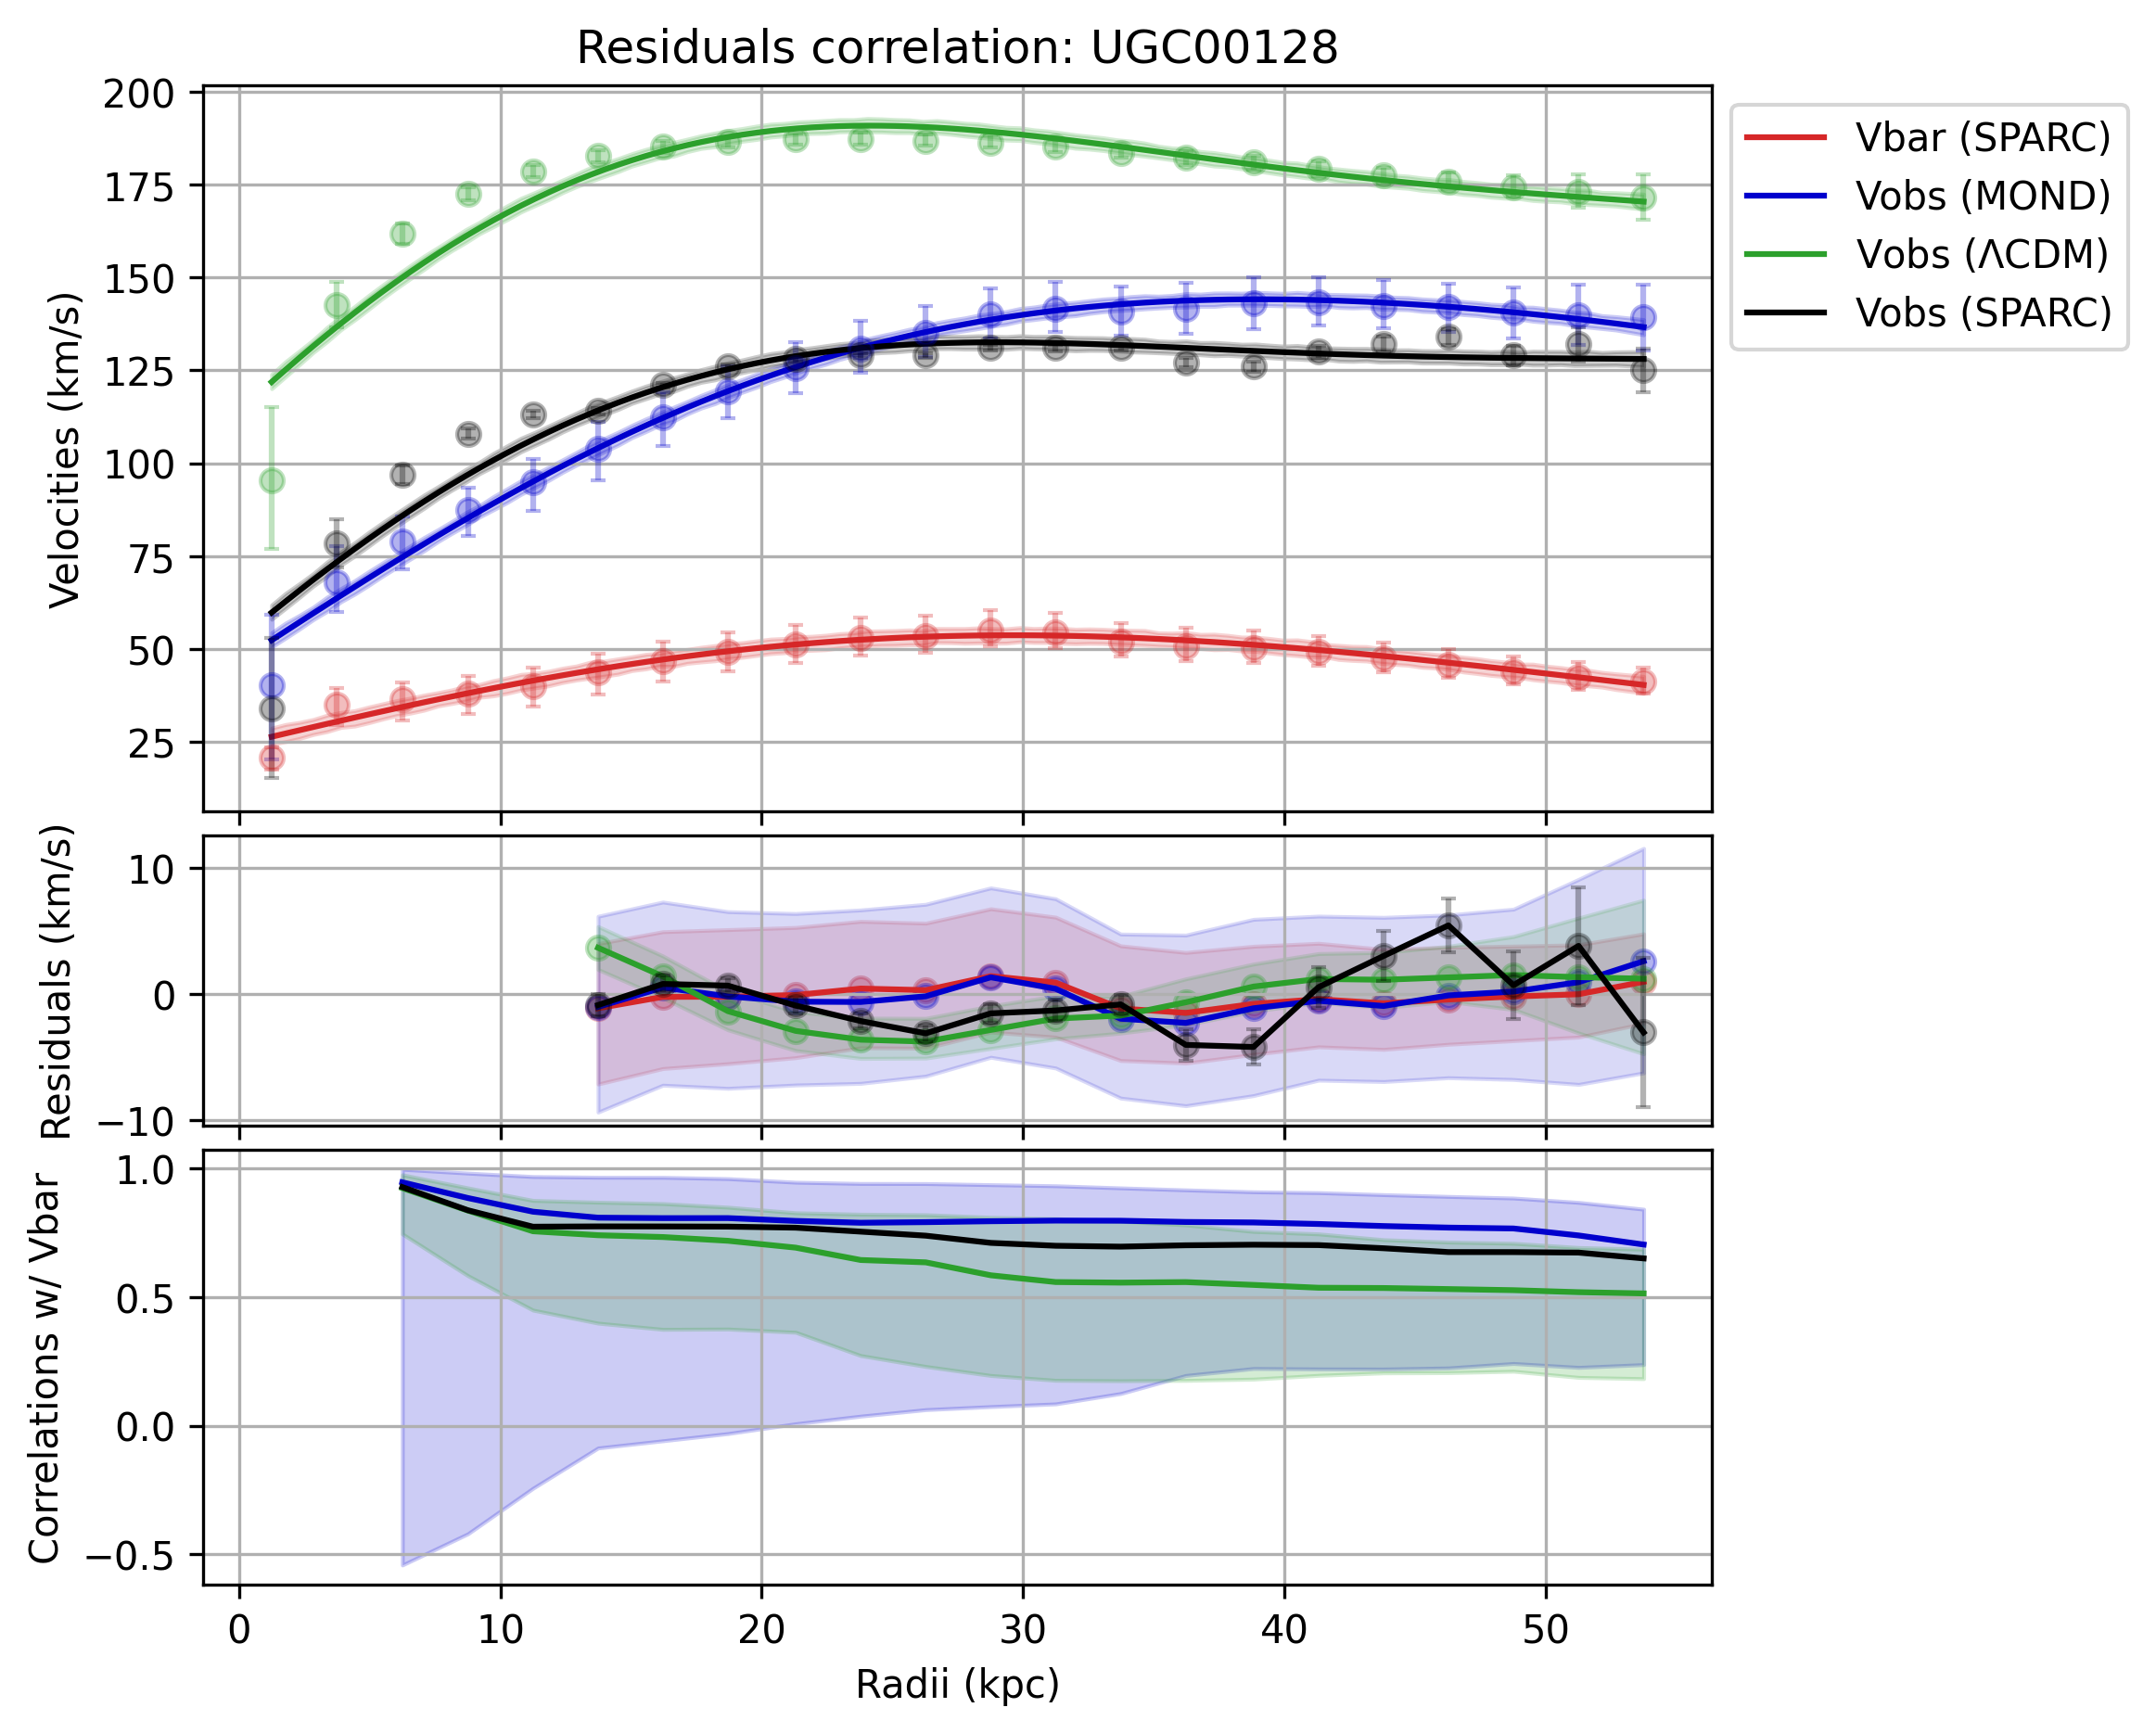 Residuals correlation: UGC00128
200
175
150
125
100
75
50
25
Velocities (km/s)
Vbar (SPARC)
Vobs (MOND)
Vobs (ΛCDM)
Vobs (SPARC)
10
0
−10
Residuals (km/s)
1.0
0.5
0.0
−0.5
Correlations w/ Vbar
0 10 20 30 40 50
Radii (kpc)